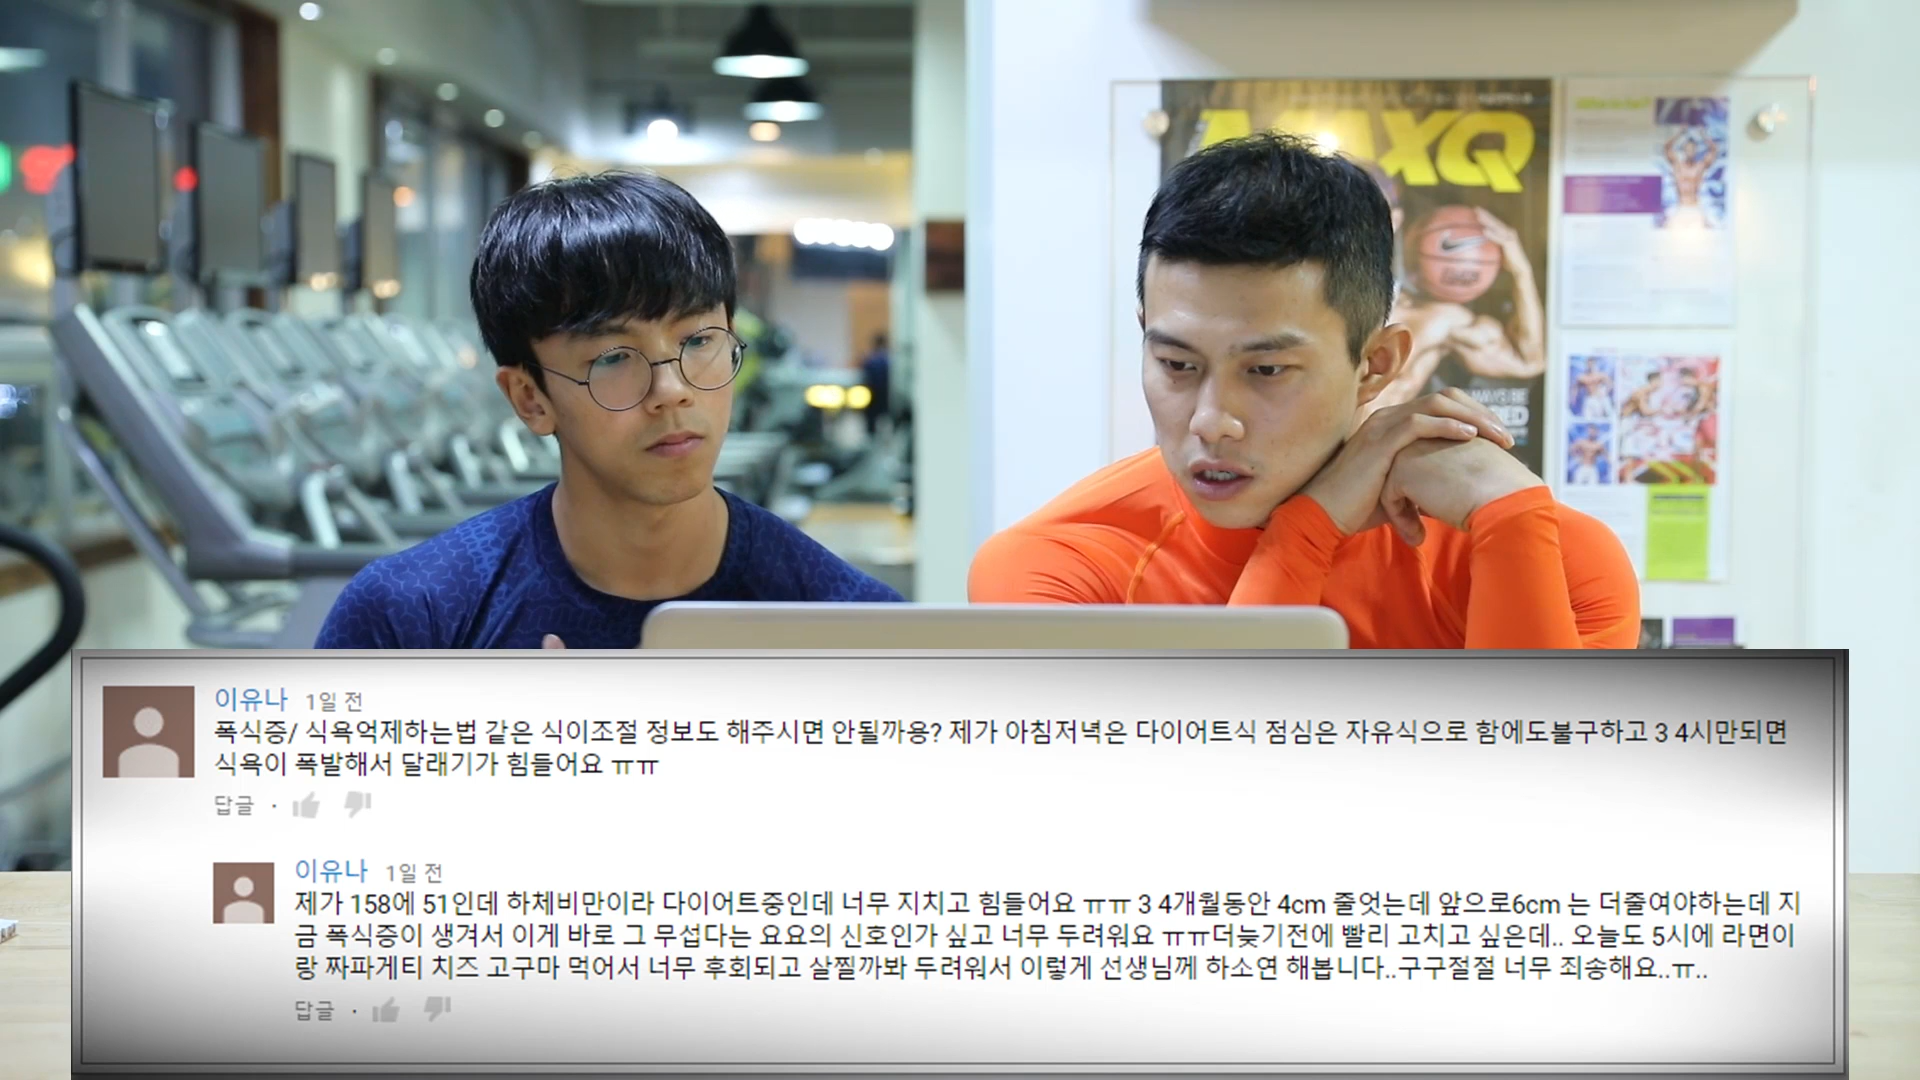 MAXQ
이유나 1일 전
폭식증/ 식욕억제하는법 같은 식이조절 정보도 해주시면 안될까용? 제가 아침저녁은 다이어트식 점심은 자유식으로 함에도불구하고 3 4시만되면
식욕이 폭발해서 달래기가 힘들어요 ㅠㅠ
답글 ·
이유나 1일 전
제가 158에 51인데 하체비만이라 다이어트중인데 너무 지치고 힘들어요 ㅠㅠ 3 4개월동안 4cm 줄엇는데 앞으로6cm 는 더줄여야하는데 지
금 폭식증이 생겨서 이게 바로 그 무섭다는 요요의 신호인가 싶고 너무 두려워요 ㅠㅠ더늦기전에 빨리 고치고 싶은데.. 오늘도 5시에 라면이
랑 짜파게티 치즈 고구마 먹어서 너무 후회되고 살찔까봐 두려워서 이렇게 선생님께 하소연 해봅니다..구구절절 너무 죄송해요..ㅠ..
답글 ·